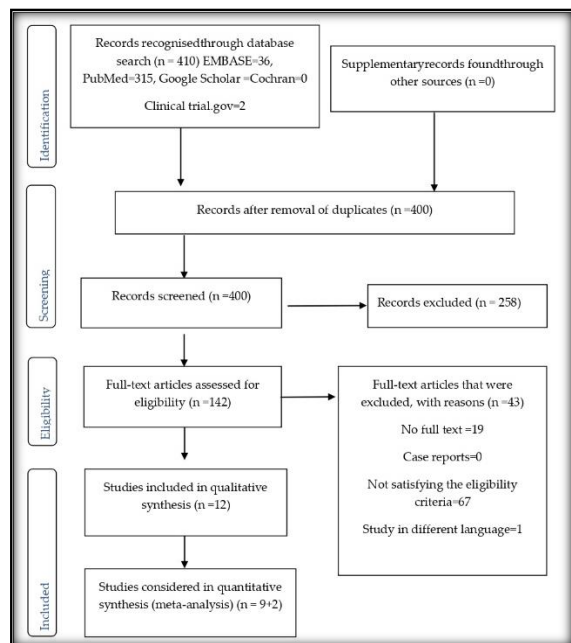 Records recognisedthrough database
search (n = 410) EMBASE=36,
PubMed=315, Google Scholar =Cochran=0
Clinical trial.gov=2
Supplementaryrecords foundthrough
other sources (n =0)
Identification
Records after removal of duplicates (n =400)
Screening
Records screened (n =400)
Records excluded (n = 258)
Eligibility
Full-text articles assessed for
eligibility (n =142)
Full-text articles that were
excluded, with reasons (n =43)
No full text =19
Case reports=0
Not satisfying the eligibility
criteria=67
Study in different language=1
Studies included in qualitative
synthesis (n =12)
Included
Studies considered in quantitative
synthesis (meta-analysis) (n = 9+2)